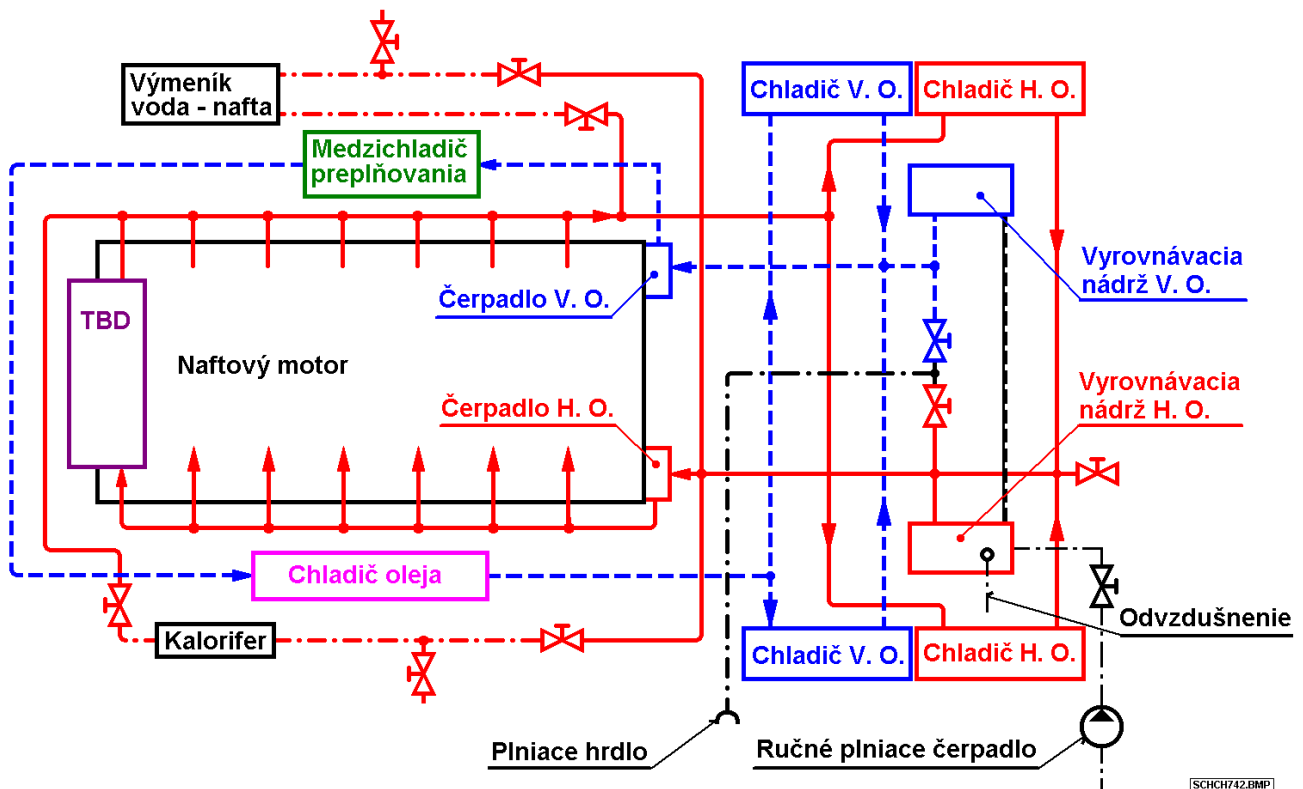 Výmeník
voda - nafta
Chladič V. O.
Chladič H. O.
Medzichladič
preplňovania
Vyrovnávacia
nádrž V. O.
Čerpadlo V. O.
TBD
Naftový motor
Vyrovnávacia
nádrž H. O.
Čerpadlo H. O.
Chladič oleja
Odvzdušnenie
Kalorifer
Chladič V. O.
Chladič H. O.
Plniace hrdlo
Ručné plniace čerpadlo
SCHCH742.BMP